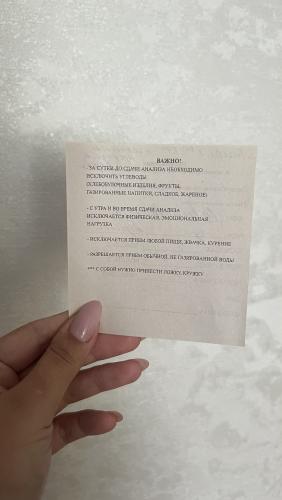 ВАЖНО!
- ЗА СУТКИ ДО СДАЧИ АНАЛИЗА НЕОБХОДИМО
ИСКЛЮЧИТЬ УГЛЕВОДЫ
(ХЛЕБОБУЛОЧНЫЕ ИЗДЕЛИЯ, ФРУКТЫ,
ГАЗИРОВАННЫЕ НАПИТКИ, СЛАДКОЕ, ЖАРЕНОЕ)
- С УТРА И ВО ВРЕМЯ СДАЧИ АНАЛИЗА
ИСКЛЮЧАЕТСЯ ФИЗИЧЕСКАЯ, ЭМОЦИОНАЛЬНАЯ
НАГРУЗКА
- ИСКЛЮЧАЕТСЯ ПРИЕМ ЛЮБОЙ ПИЩИ, ЖВАЧКА, КУРЕНИЕ
- РАЗРЕШАЕТСЯ ПРИЕМ ОБЫЧНОЙ, НЕ ГАЗИРОВАННОЙ ВОДЫ
*** С СОБОЙ НУЖНО ПРИНЕСТИ ЛОЖКУ, КРУЖКУ